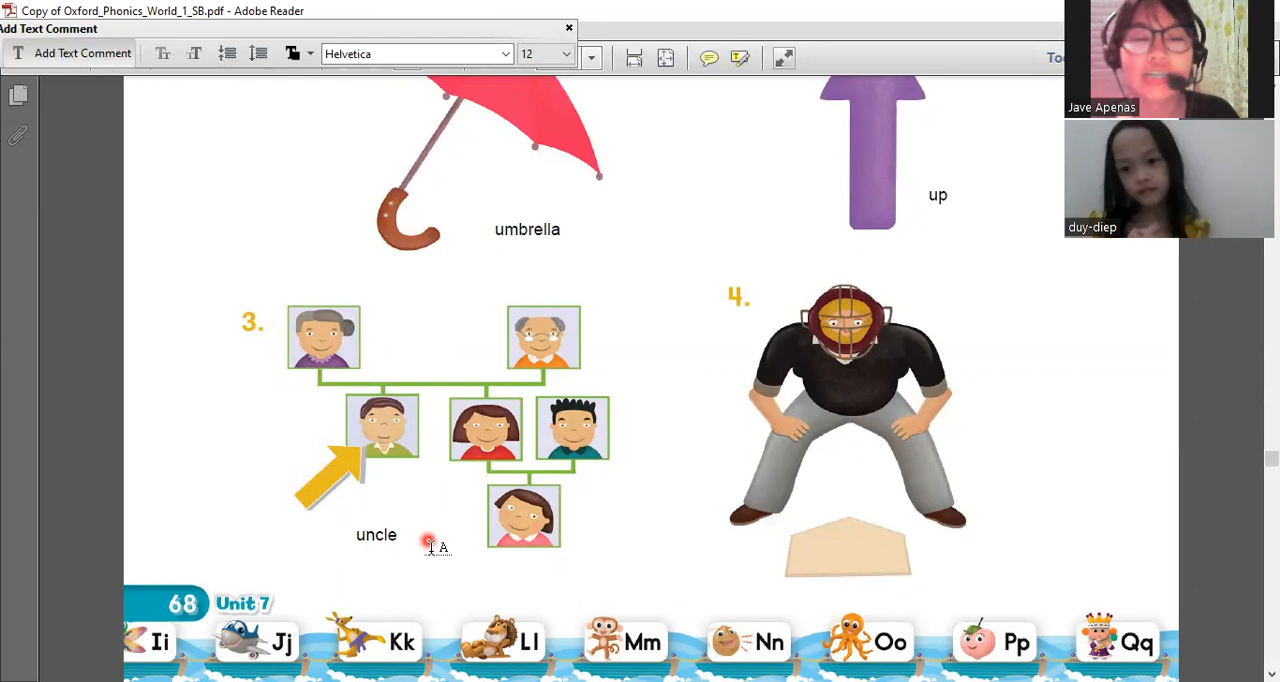 Copy of Oxford_Phonics_World_1_SB.pdf - Adobe Reader
Add Text Comment
T Add Text Comment
Helvetica
12
Jave Apenas
duy-diep
umbrella
up
3.
4.
uncle
A
68 Unit 7
Ii Jj Kk Ll Mm Nn Oo Pp Qq